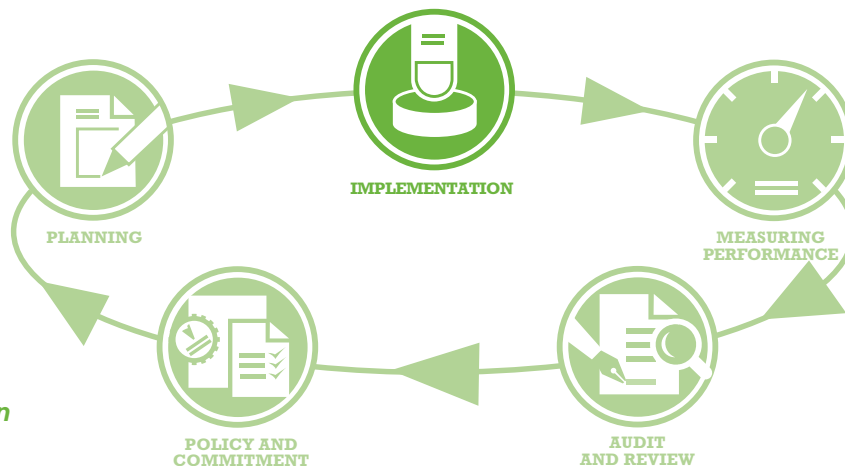 IMPLEMENTATION
PLANNING
MEASURING
PERFORMANCE
n
POLICY AND
COMMITMENT
AUDIT
AND REVIEW